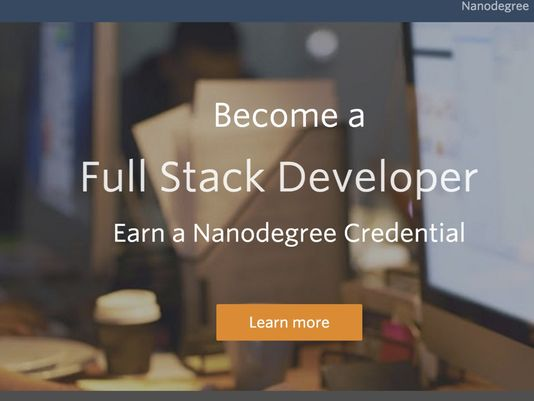 Nanodegree
Become a
Full Stack Developer
Earn a Nanodegree Credential
Learn more